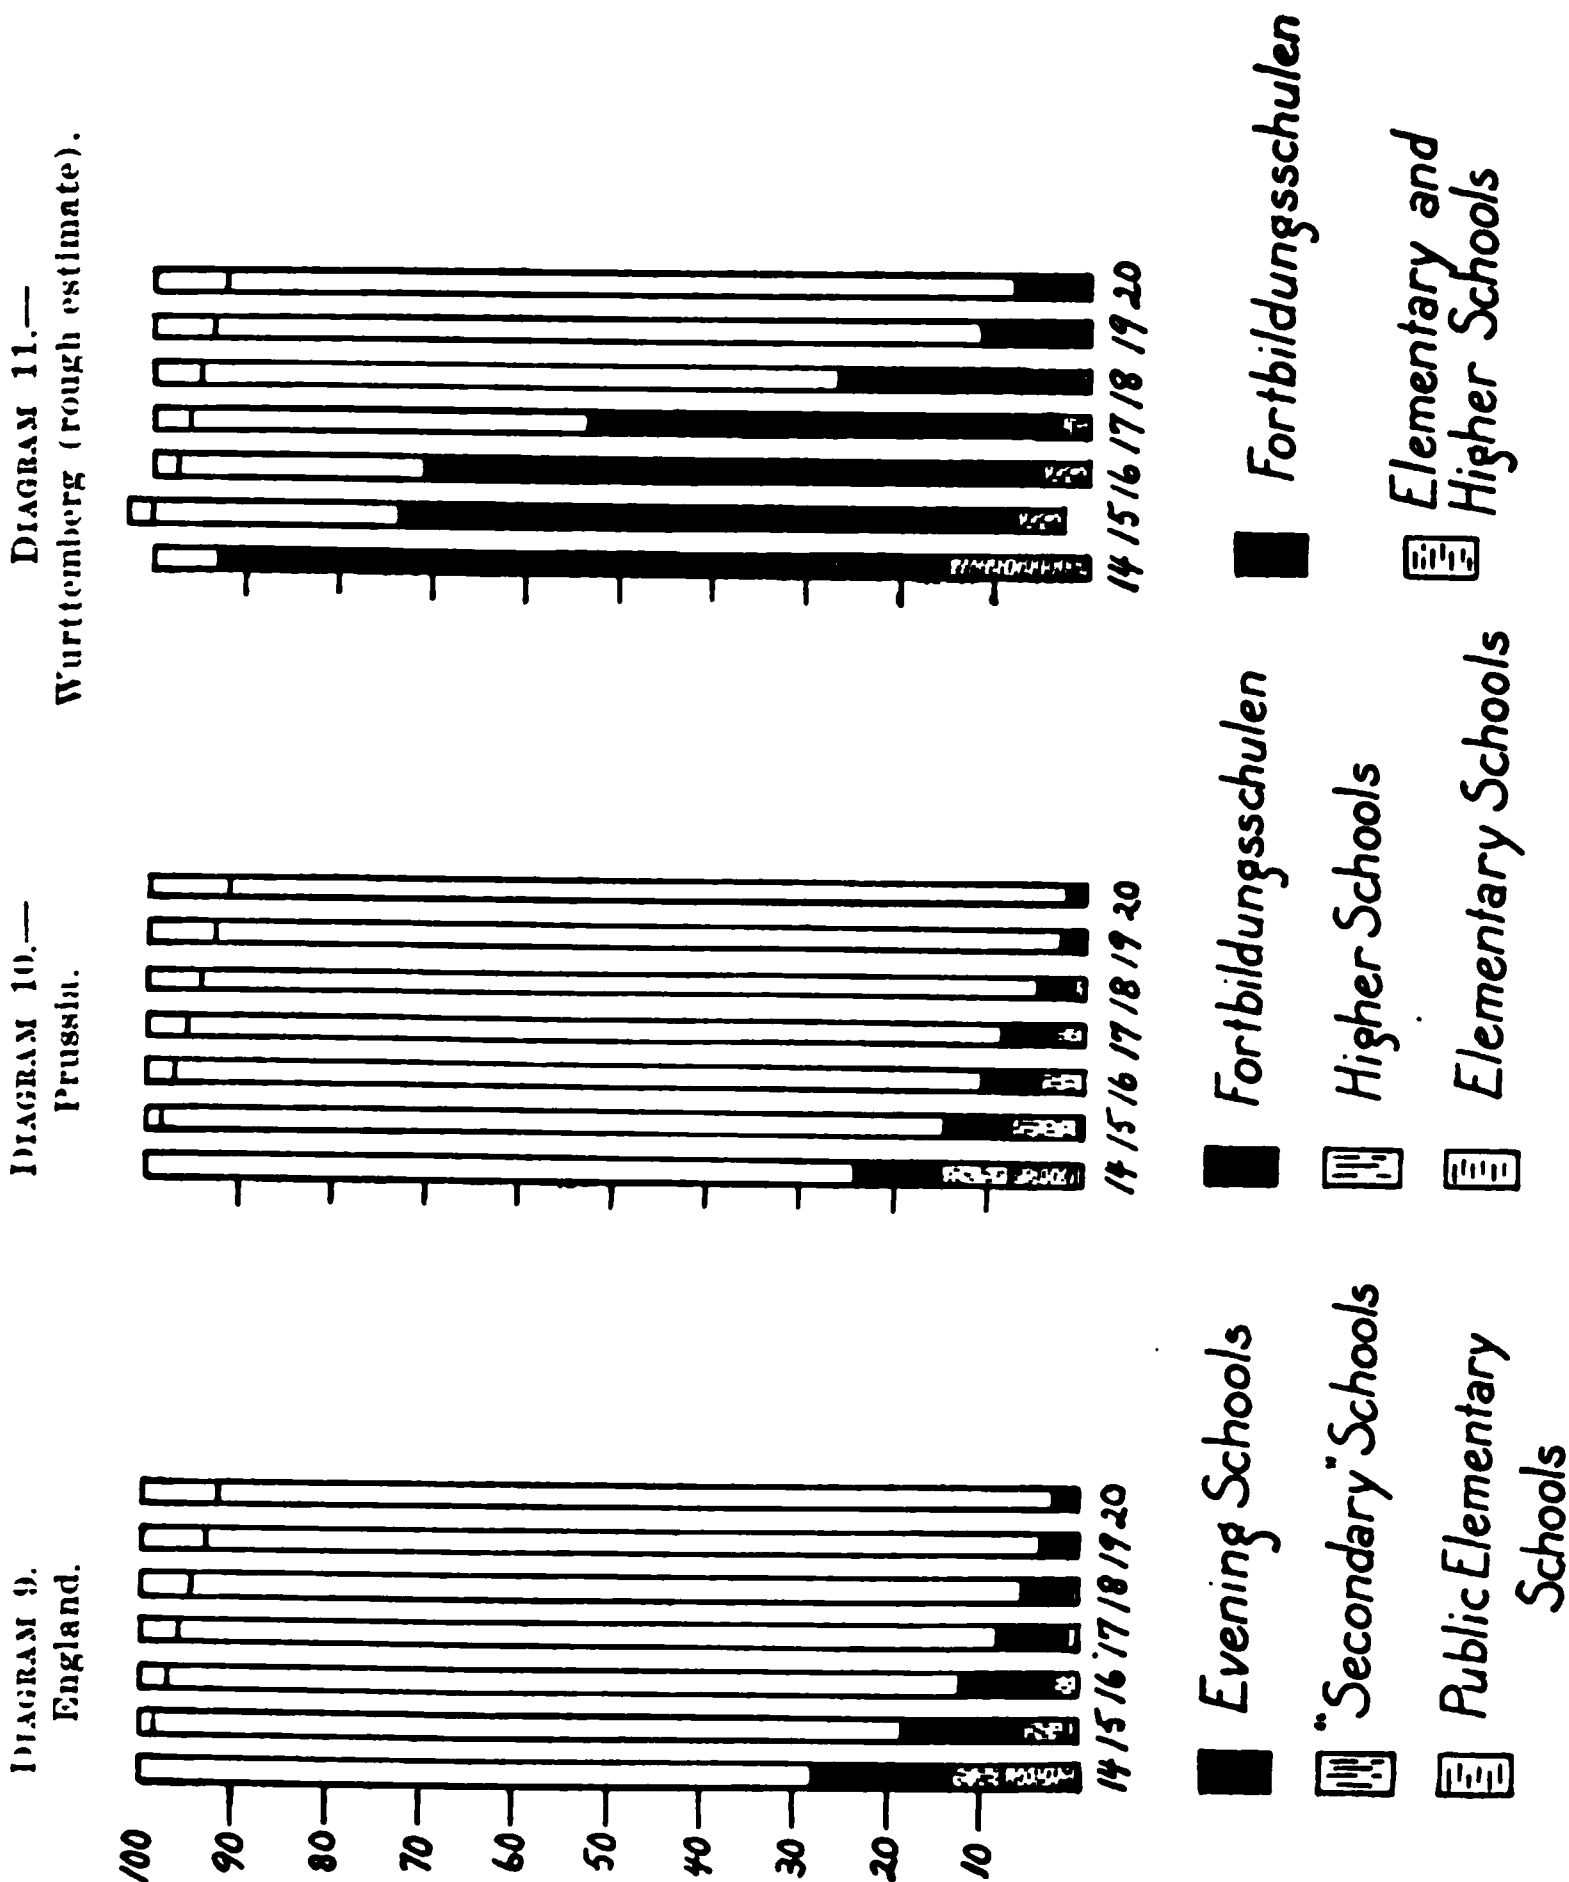 DIAGRAM 9.
England.
100
90
80
70
60
50
40
30
20
10
14 15 16 17 18 19 20
Evening Schools
"Secondary" Schools
Public Elementary
Schools
DIAGRAM 10.—
Prussia.
14 15 16 17 18 19 20
Fortbildungsschulen
Higher Schools
Elementary Schools
DIAGRAM 11.—
Wurttemberg (rough estimate).
14 15 16 17 18 19 20
Fortbildungsschulen
Elementary and
Higher Schools